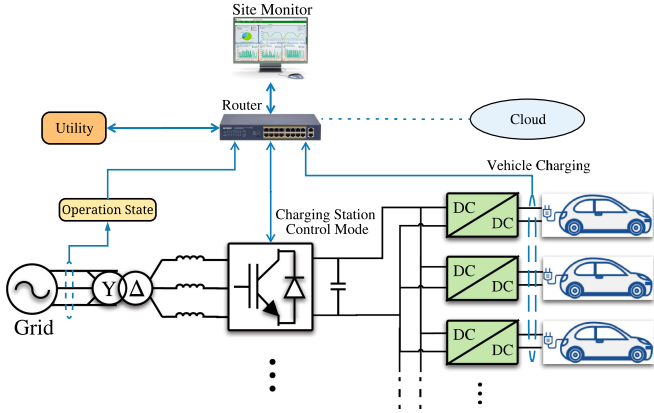 Site Monitor
Router
Utility
Cloud
Vehicle Charging
Operation State
Charging Station
Control Mode
DC
DC
Y Δ
Grid
DC
DC
DC
DC